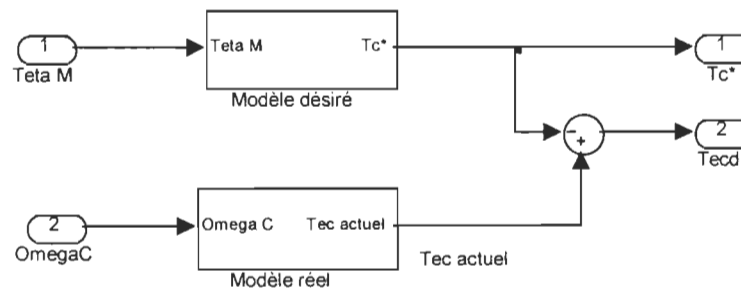 1
Teta M
Teta M
Tc*
Modèle désiré
1
Tc*
-
+
2
Tecd
2
OmegaC
Omega C
Tec actuel
Modèle réel
Tec actuel